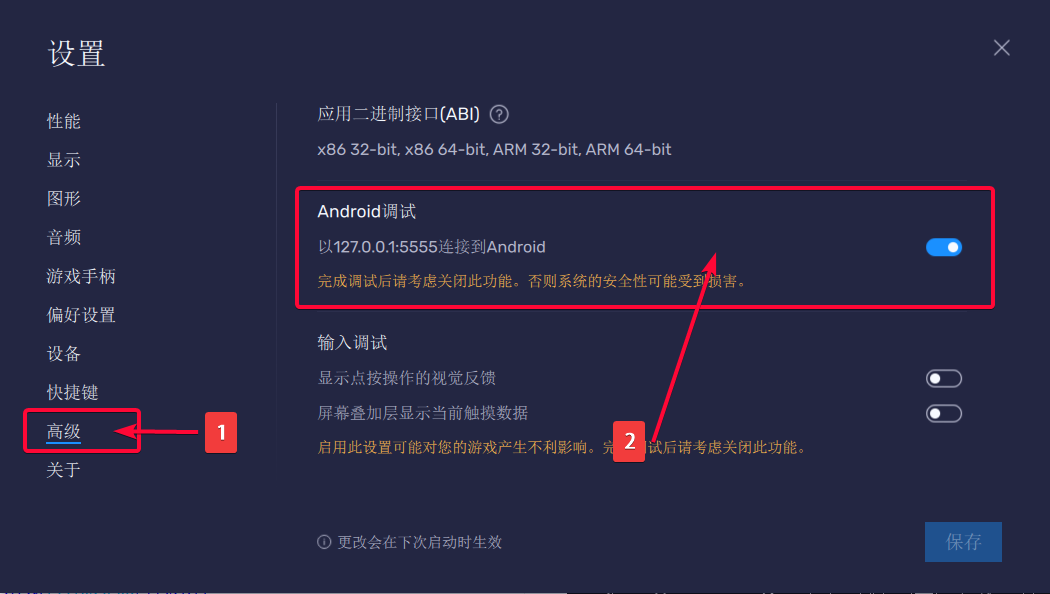 设置
性能
显示
图形
音频
游戏手柄
偏好设置
设备
快捷键
高级
1
关于
应用二进制接口(ABI) ?
x86 32-bit, x86 64-bit, ARM 32-bit, ARM 64-bit
Android调试
以127.0.0.1:5555连接到Android
完成调试后请考虑关闭此功能。否则系统的安全性可能受到损害。
输入调试
显示点按操作的视觉反馈
屏幕叠加层显示当前触摸数据
2
启用此设置可能对您的游戏产生不利影响。完试后请考虑关闭此功能。
更改会在下次启动时生效
保存